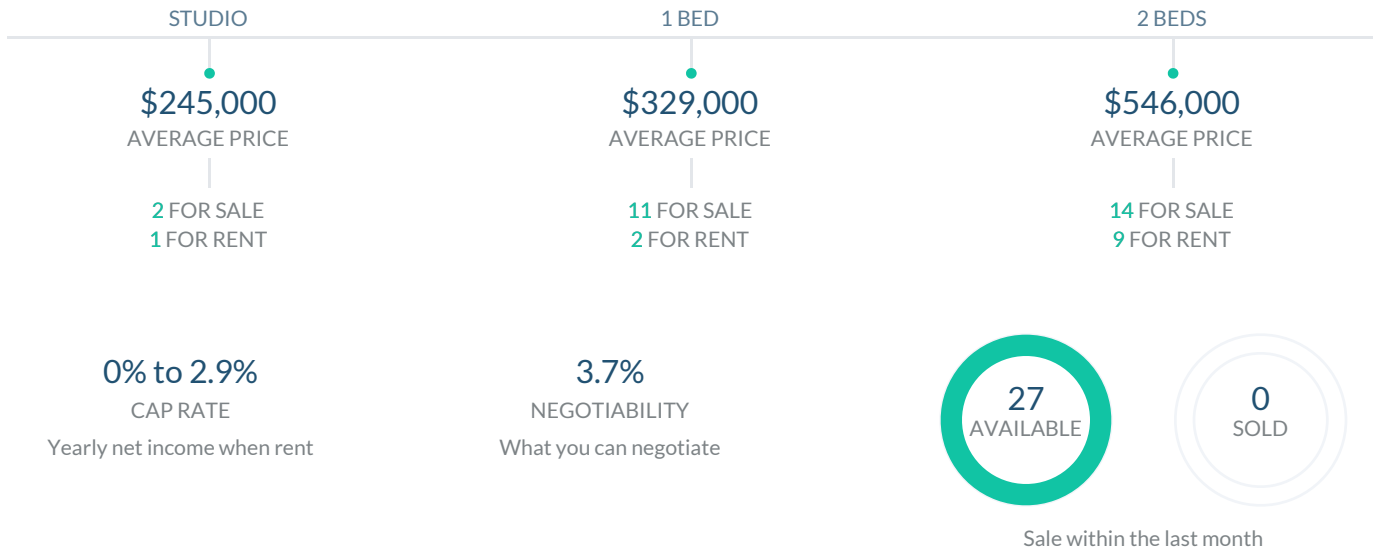 STUDIO
1 BED
2 BEDS
$245,000
AVERAGE PRICE
2 FOR SALE
1 FOR RENT
$329,000
AVERAGE PRICE
11 FOR SALE
2 FOR RENT
$546,000
AVERAGE PRICE
14 FOR SALE
9 FOR RENT
0% to 2.9%
CAP RATE
Yearly net income when rent
3.7%
NEGOTIABILITY
What you can negotiate
27
AVAILABLE
0
SOLD
Sale within the last month